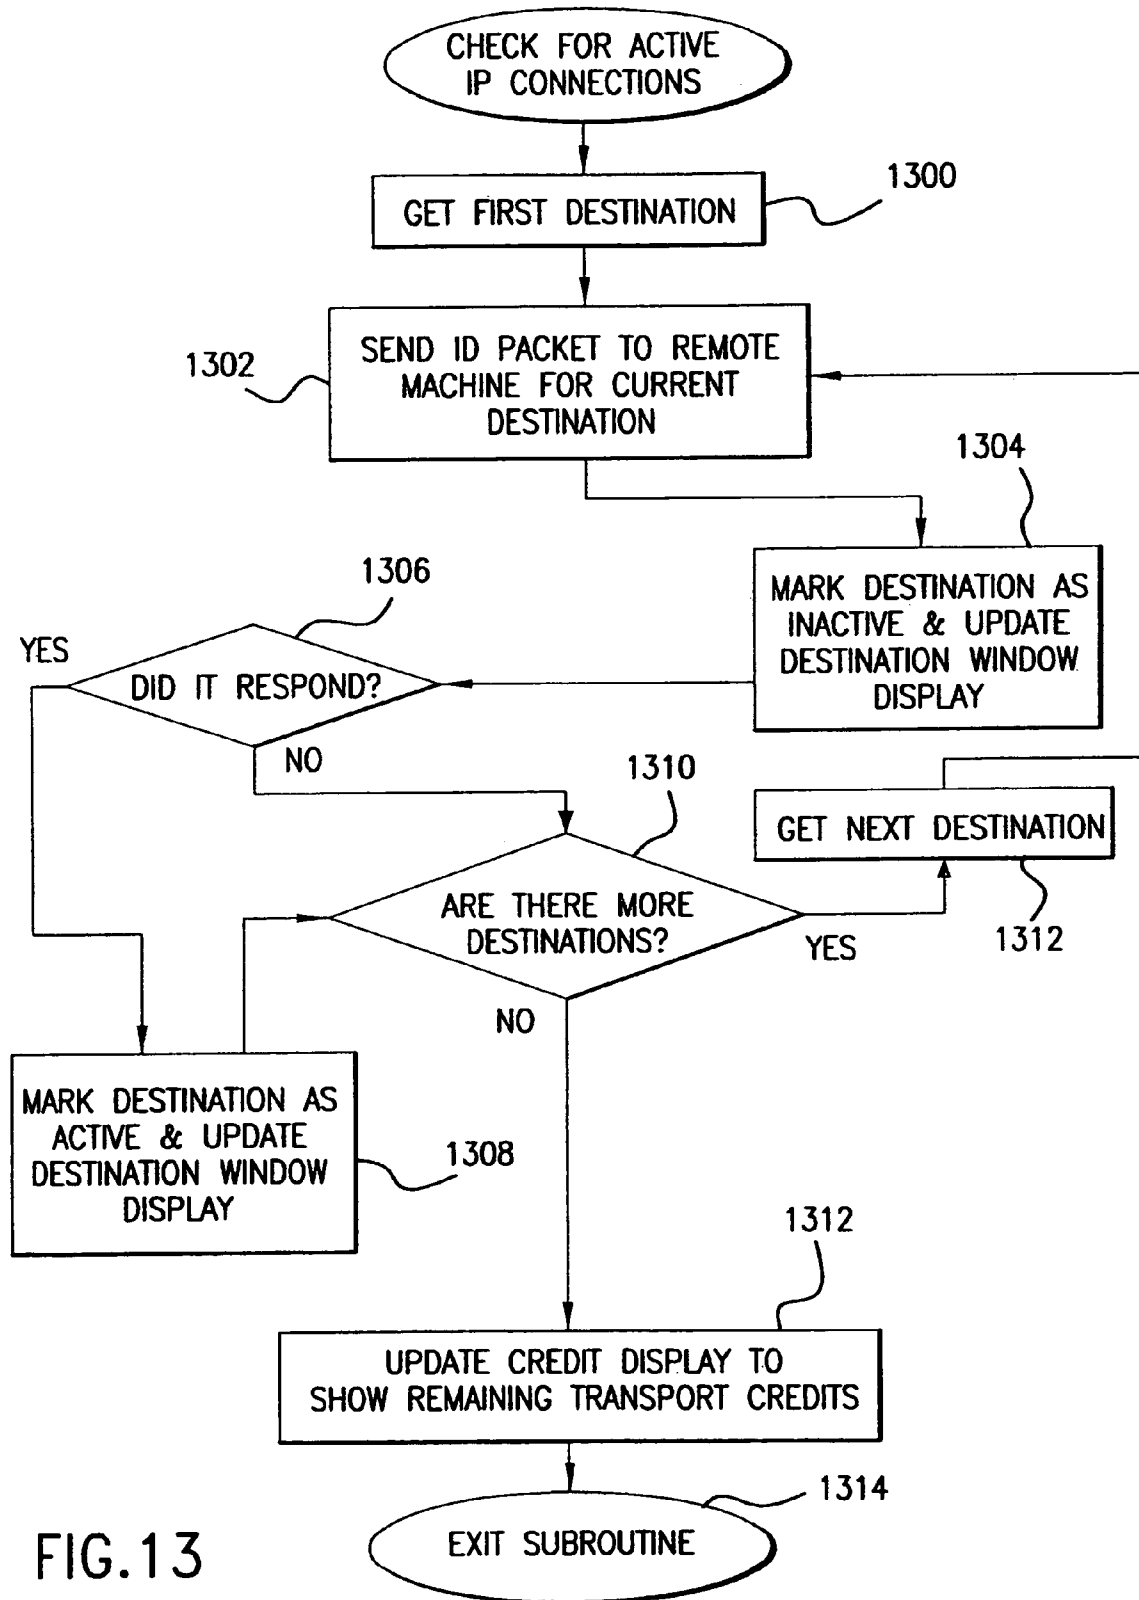 CHECK FOR ACTIVE
IP CONNECTIONS
1300
GET FIRST DESTINATION
1302
SEND ID PACKET TO REMOTE
MACHINE FOR CURRENT
DESTINATION
1304
MARK DESTINATION AS
INACTIVE & UPDATE
DESTINATION WINDOW
DISPLAY
1306
YES
DID IT RESPOND?
NO
1310
GET NEXT DESTINATION
1312
ARE THERE MORE
DESTINATIONS?
YES
NO
MARK DESTINATION AS
ACTIVE & UPDATE
DESTINATION WINDOW
DISPLAY
1308
1312
UPDATE CREDIT DISPLAY TO
SHOW REMAINING TRANSPORT CREDITS
1314
EXIT SUBROUTINE
FIG.13